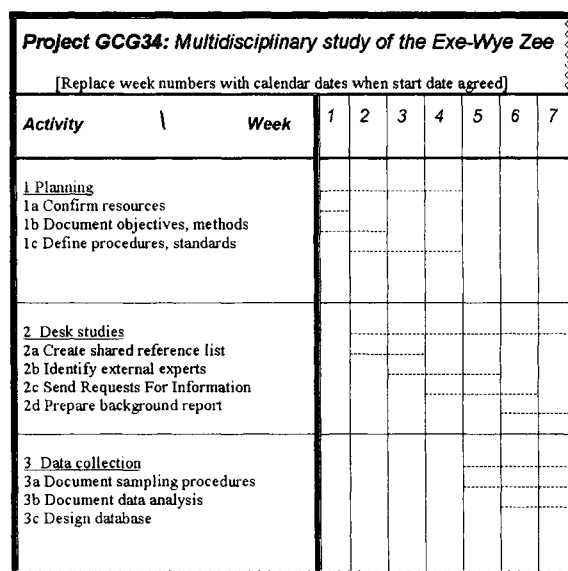 Project GCG34: Multidisciplinary study of the Exe-Wye Zee
[Replace week numbers with calendar dates when start date agreed]
Activity \ Week 1 2 3 4 5 6 7
1 Planning
1a Confirm resources
1b Document objectives, methods
1c Define procedures, standards
2 Desk studies
2a Create shared reference list
2b Identify external experts
2c Send Requests For Information
2d Prepare background report
3 Data collection
3a Document sampling procedures
3b Document data analysis
3c Design database